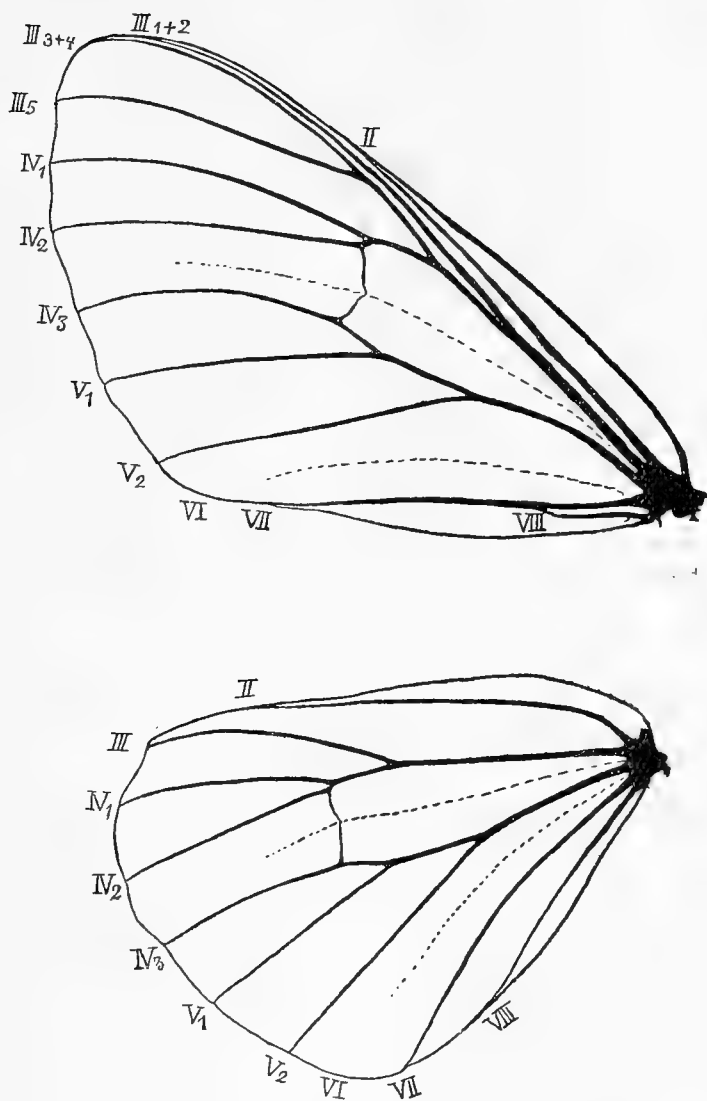 III₁₊₂
III₃₊₄
II
III₅
IV₁
IV₂
IV₃
V₁
V₂
VI
VII
VIII
II
III
IV₁
IV₂
IV₃
V₁
V₂
VI
VII
VIII